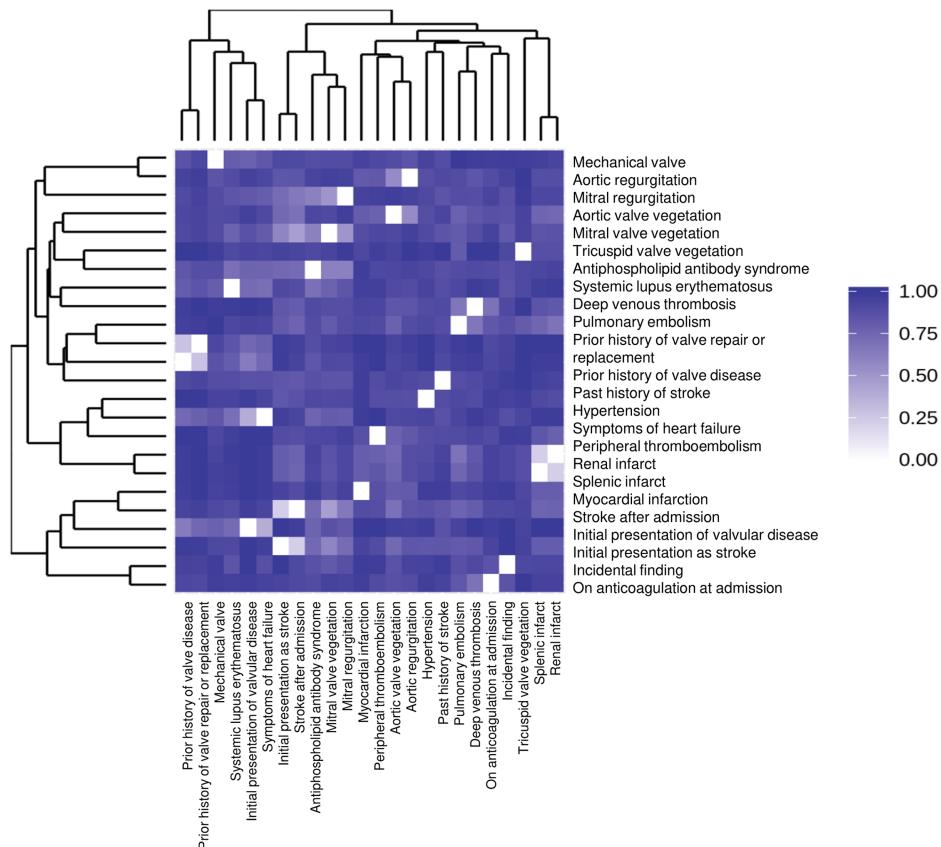 Mechanical valve
Aortic regurgitation
Mitral regurgitation
Aortic valve vegetation
Mitral valve vegetation
Tricuspid valve vegetation
Antiphospholipid antibody syndrome
Systemic lupus erythematosus
Deep venous thrombosis
Pulmonary embolism
Prior history of valve repair or
replacement
Prior history of valve disease
Past history of stroke
Hypertension
Symptoms of heart failure
Peripheral thromboembolism
Renal infarct
Splenic infarct
Myocardial infarction
Stroke after admission
Initial presentation of valvular disease
Initial presentation as stroke
Incidental finding
On anticoagulation at admission
1.00
0.75
0.50
0.25
0.00
Prior history of valve disease
Prior history of valve repair or replacement
Mechanical valve
Systemic lupus erythematosus
Initial presentation of valvular disease
Symptoms of heart failure
Initial presentation as stroke
Stroke after admission
Antiphospholipid antibody syndrome
Mitral valve vegetation
Mitral regurgitation
Myocardial infarction
Peripheral thromboembolism
Aortic valve vegetation
Aortic regurgitation
Hypertension
Past history of stroke
Pulmonary embolism
Deep venous thrombosis
On anticoagulation at admission
Incidental finding
Tricuspid valve vegetation
Splenic infarct
Renal infarct